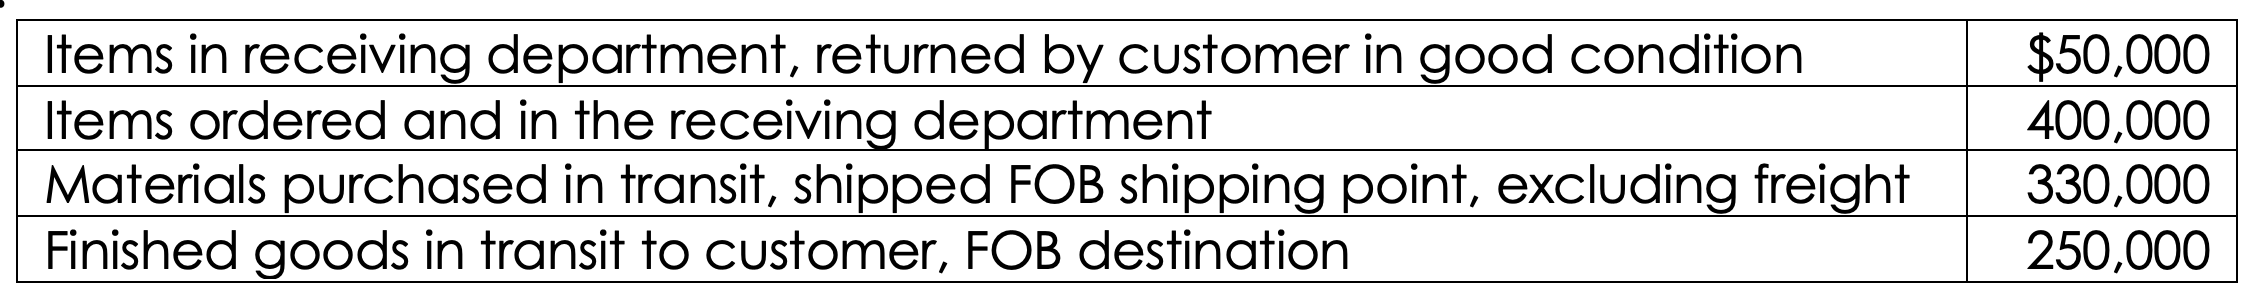 Items in receiving department, returned by customer in good condition $50,000
Items ordered and in the receiving department 400,000
Materials purchased in transit, shipped FOB shipping point, excluding freight 330,000
Finished goods in transit to customer, FOB destination 250,000